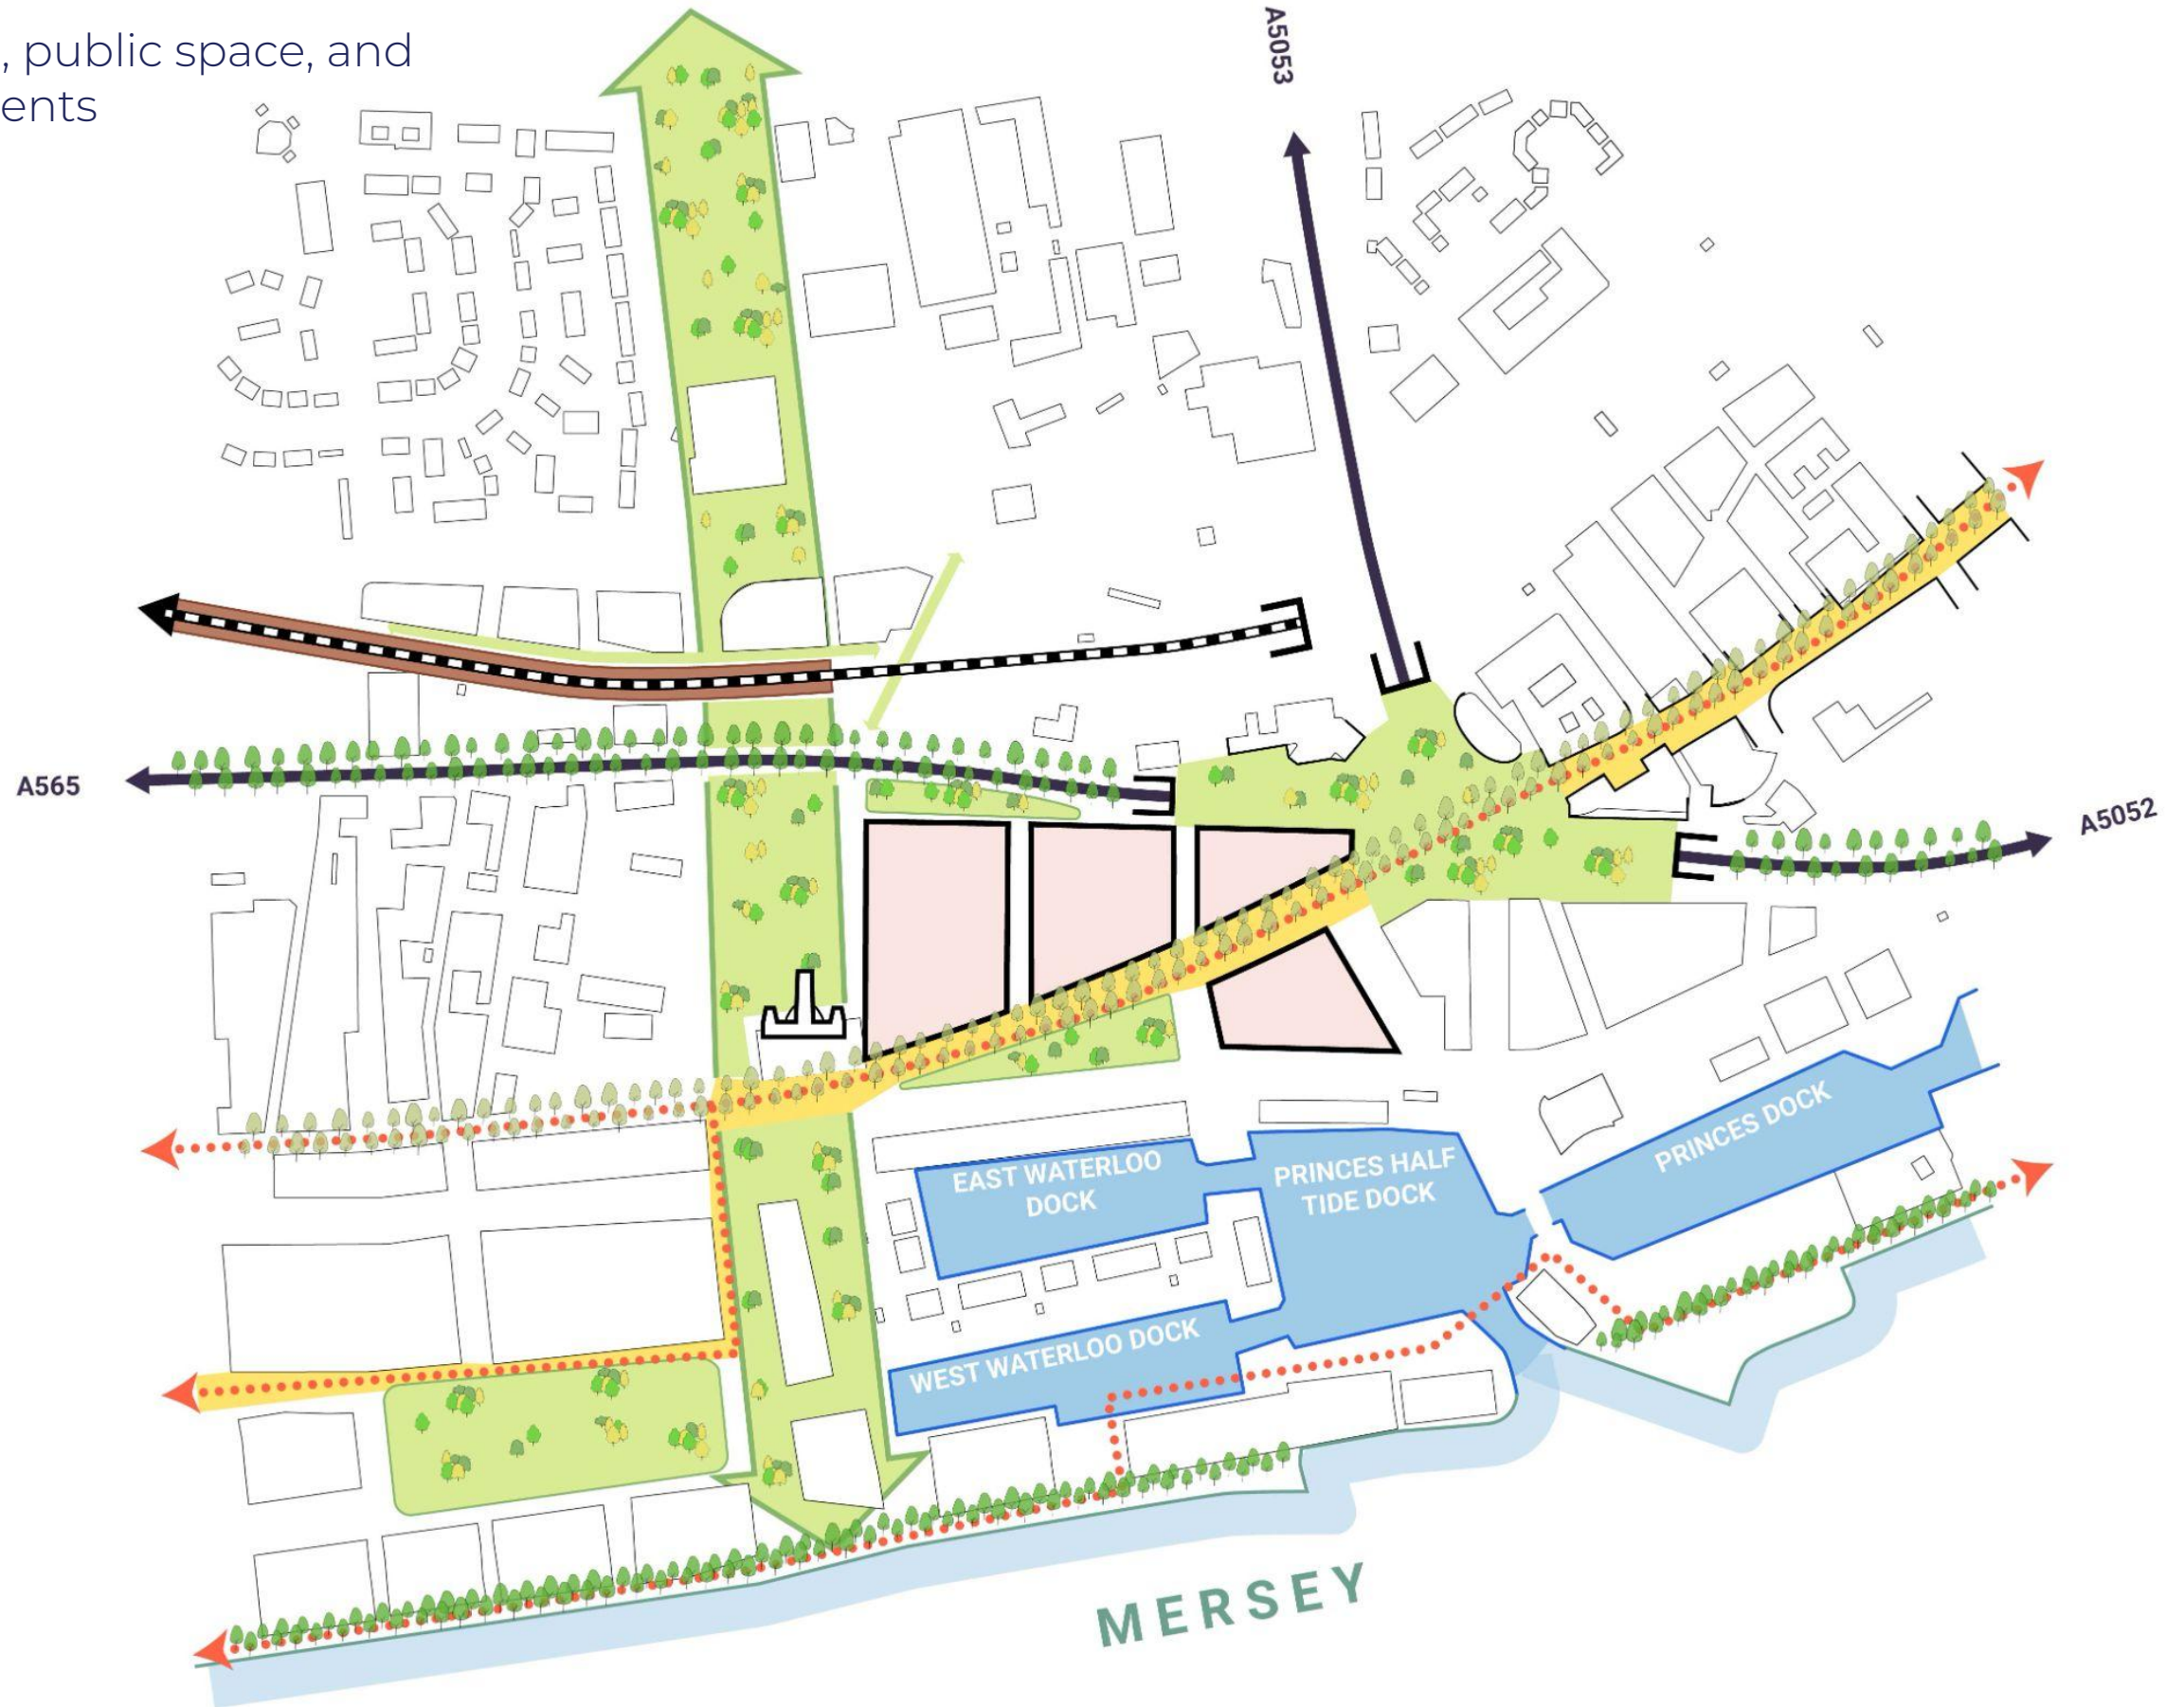 , public space, and
ents
A5053
A565
A5052
PRINCES DOCK
EAST WATERLOO
DOCK
PRINCES HALF
TIDE DOCK
WEST WATERLOO DOCK
MERSEY